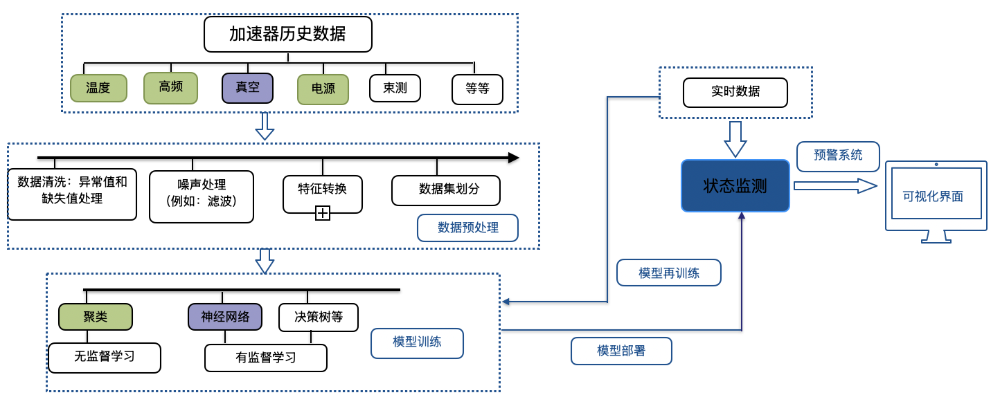 加速器历史数据
温度
高频
真空
电源
束测
等等
实时数据
预警系统
状态监测
可视化界面
数据清洗：异常值和
缺失值处理
噪声处理
(例如：滤波)
特征转换
数据集划分
数据预处理
模型再训练
聚类
神经网络
决策树等
模型训练
无监督学习
有监督学习
模型部署